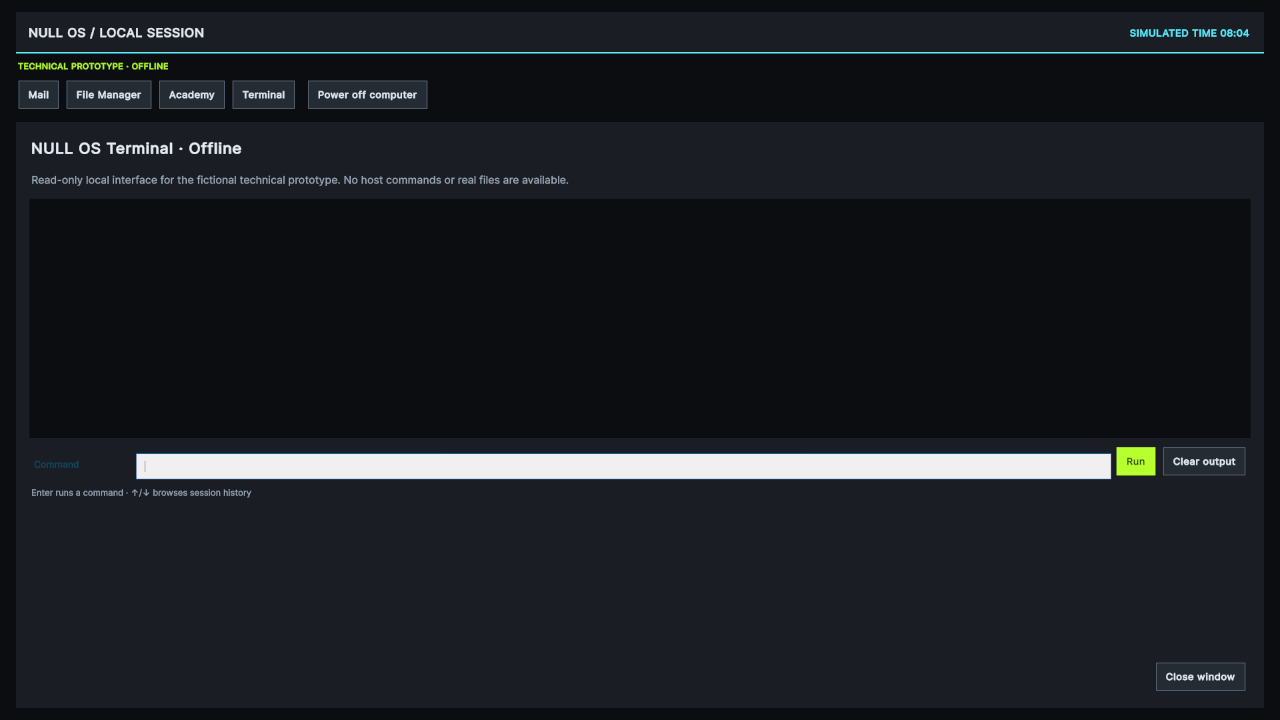 NULL OS / LOCAL SESSION
SIMULATED TIME 08:04
TECHNICAL PROTOTYPE · OFFLINE
Mail
File Manager
Academy
Terminal
Power off computer
NULL OS Terminal · Offline
Read-only local interface for the fictional technical prototype. No host commands or real files are available.
Command
Run
Clear output
Enter runs a command · ↑/↓ browses session history
Close window